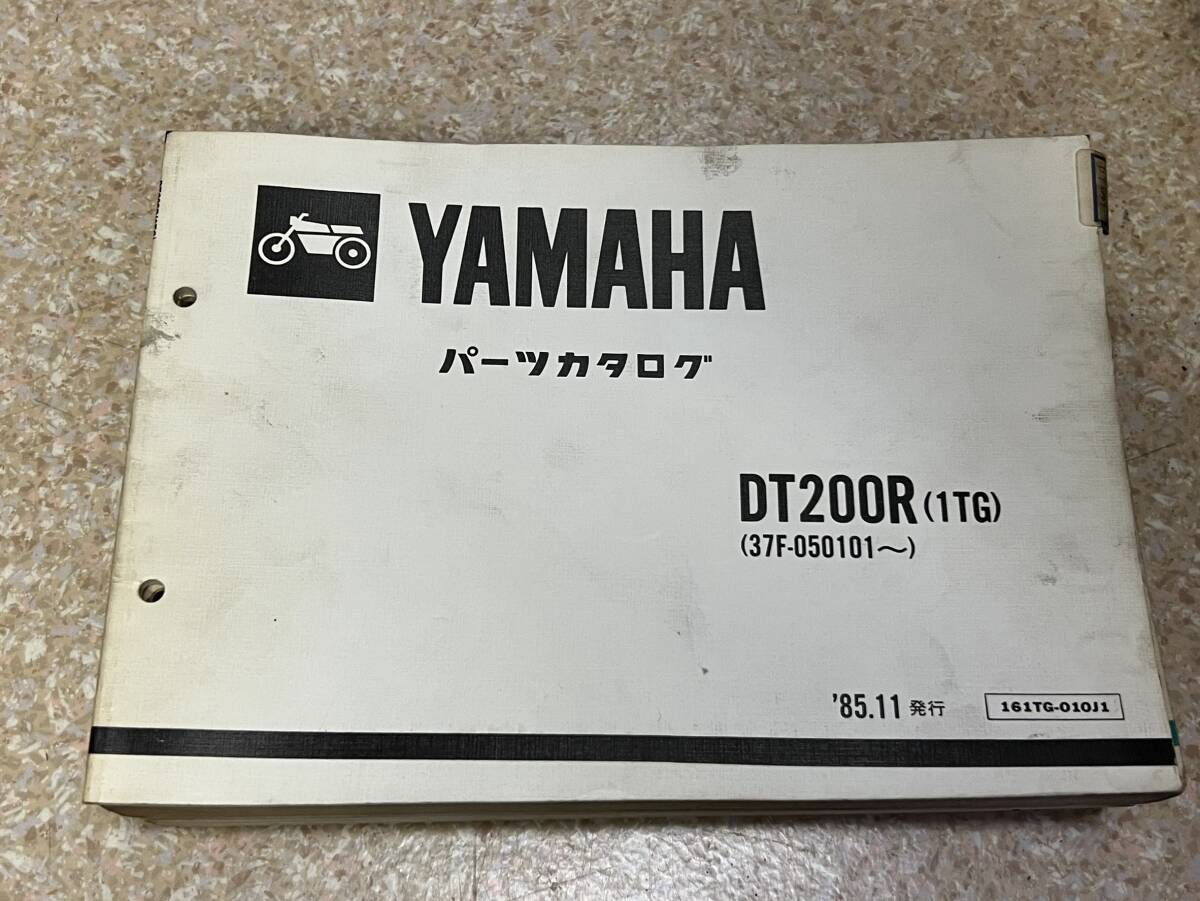 YAMAHA
パーツカタログ
DT200R (1TG)
(37F-050101〜)
'85.11 発行
161TG-010J1